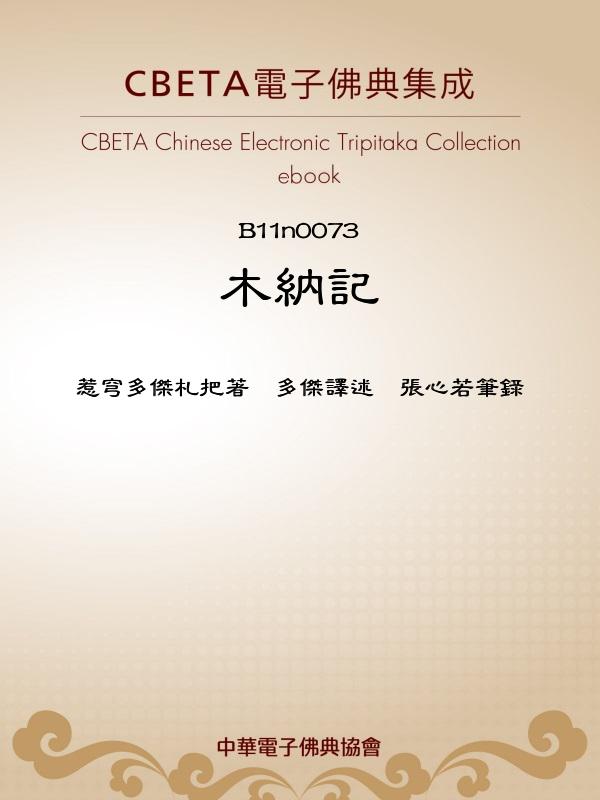 CBETA電子佛典集成
CBETA Chinese Electronic Tripitaka Collection
ebook
B11n0073
木納記
惹穹多傑札把著　多傑譯述　張心若筆錄
中華電子佛典協會